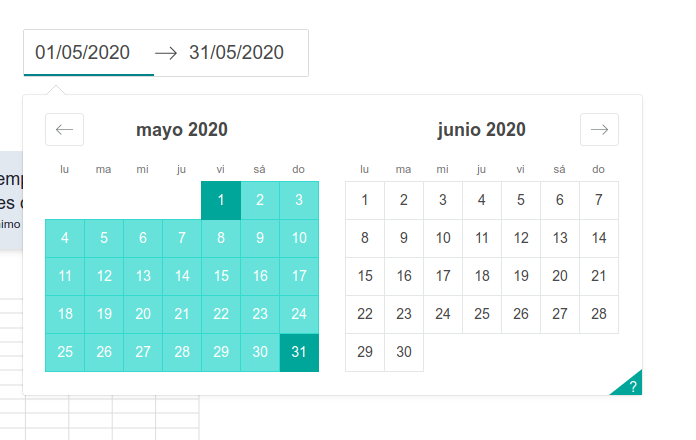 01/05/2020 → 31/05/2020
← mayo 2020 junio 2020 →
lu ma mi ju vi sá do lu ma mi ju vi sá do
1 2 3 1 2 3 4 5 6 7
4 5 6 7 8 9 10 8 9 10 11 12 13 14
11 12 13 14 15 16 17 15 16 17 18 19 20 21
18 19 20 21 22 23 24 22 23 24 25 26 27 28
25 26 27 28 29 30 31 29 30
?